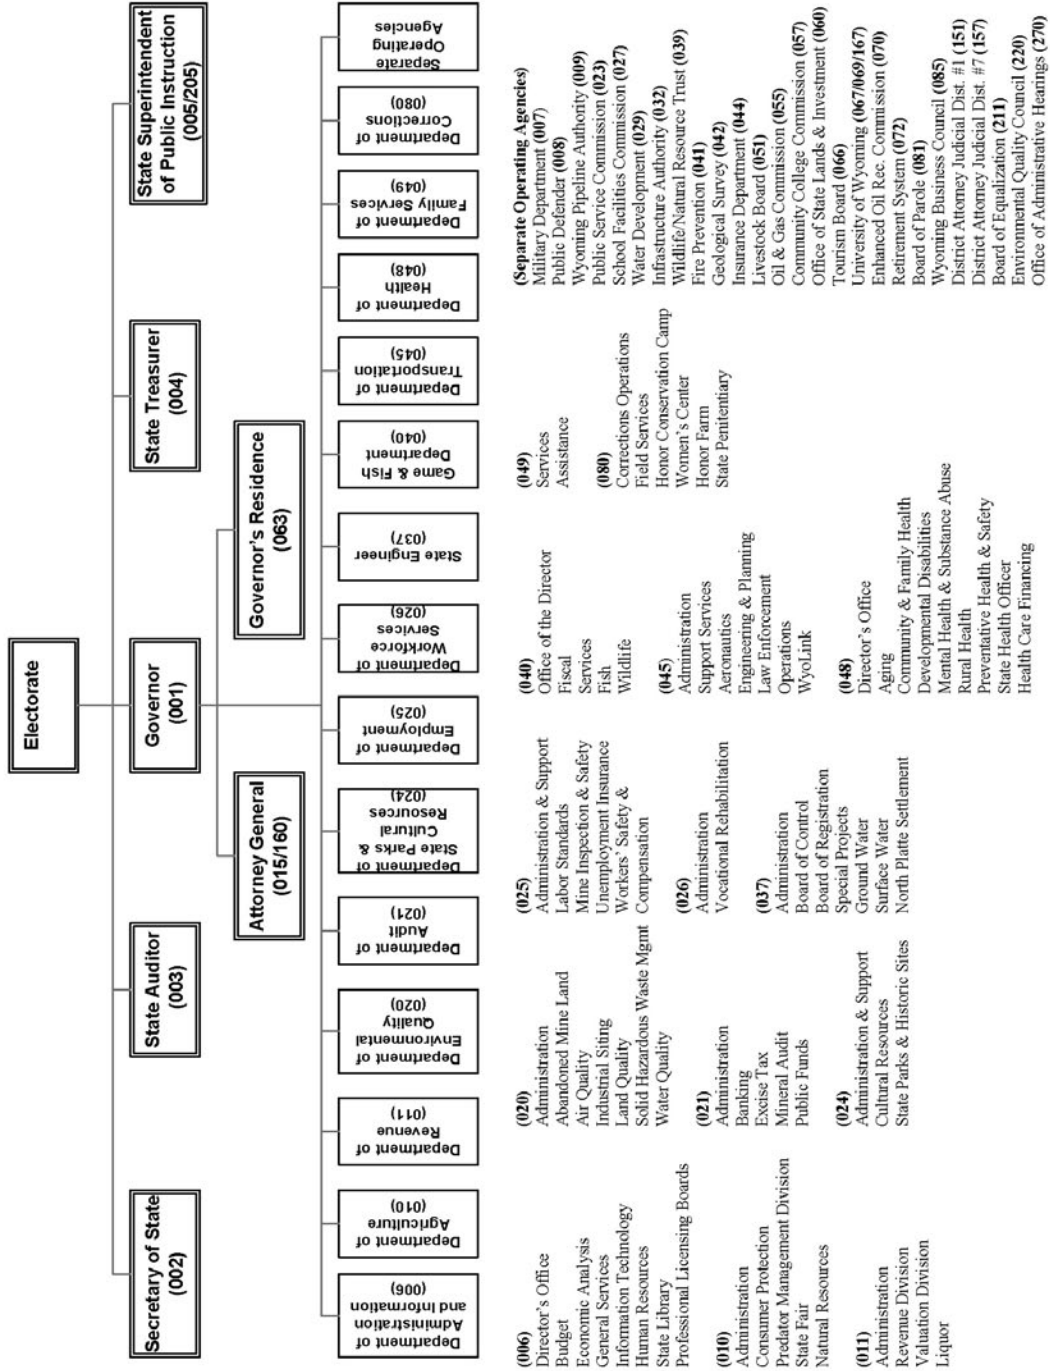 Electorate
Secretary of State
(002)
State Auditor
(003)
Governor
(001)
State Treasurer
(004)
State Superintendent
of Public Instruction
(005/205)
Attorney General
(015/160)
Governor's Residence
(063)
Department of
Administration
and Information
(006)
Department of
Agriculture
(010)
Department of
Revenue
(011)
Department of
Environmental
Quality
(020)
Department of
Audit
(021)
Department of
State Parks &
Cultural
Resources
(024)
Department of
Employment
(025)
Department of
Workforce
Services
(026)
State Engineer
(037)
Game & Fish
Department
(040)
Department of
Transportation
(045)
Department of
Health
(048)
Department of
Family Services
(049)
Department of
Corrections
(080)
Separate
Operating
Agencies
(006)
Director's Office
Budget
Economic Analysis
General Services
Information Technology
Human Resources
State Library
Professional Licensing Boards
(010)
Administration
Consumer Protection
Predator Management Division
State Fair
Natural Resources
(011)
Administration
Revenue Division
Valuation Division
Liquor
(020)
Administration
Abandoned Mine Land
Air Quality
Industrial Siting
Land Quality
Solid Hazardous Waste Mgmt
Water Quality
(021)
Administration
Banking
Excise Tax
Mineral Audit
Public Funds
(024)
Administration & Support
Cultural Resources
State Parks & Historic Sites
(025)
Administration & Support
Labor Standards
Mine Inspection & Safety
Unemployment Insurance
Workers' Safety &
Compensation
(026)
Administration
Vocational Rehabilitation
(037)
Administration
Board of Control
Board of Registration
Special Projects
Ground Water
Surface Water
North Platte Settlement
(040)
Office of the Director
Fiscal
Services
Fish
Wildlife
(045)
Administration
Support Services
Aeronautics
Engineering & Planning
Law Enforcement
Operations
WyoLink
(048)
Director's Office
Aging
Community & Family Health
Developmental Disabilities
Mental Health & Substance Abuse
Rural Health
Preventative Health & Safety
State Health Officer
Health Care Financing
(049)
Services
Assistance
(080)
Corrections Operations
Field Services
Honor Conservation Camp
Women's Center
Honor Farm
State Penitentiary
(Separate Operating Agencies)
Military Department (007)
Public Defender (008)
Wyoming Pipeline Authority (009)
Public Service Commission (023)
School Facilities Commission (027)
Water Development (029)
Infrastructure Authority (032)
Wildlife/Natural Resource Trust (039)
Fire Prevention (041)
Geological Survey (042)
Insurance Department (044)
Livestock Board (051)
Oil & Gas Commission (055)
Community College Commission (057)
Office of State Lands & Investment (060)
Tourism Board (066)
University of Wyoming (067/069/167)
Enhanced Oil Rec. Commission (070)
Retirement System (072)
Board of Parole (081)
Wyoming Business Council (085)
District Attorney Judicial Dist. #1 (151)
District Attorney Judicial Dist. #7 (157)
Board of Equalization (211)
Environmental Quality Council (220)
Office of Administrative Hearings (270)